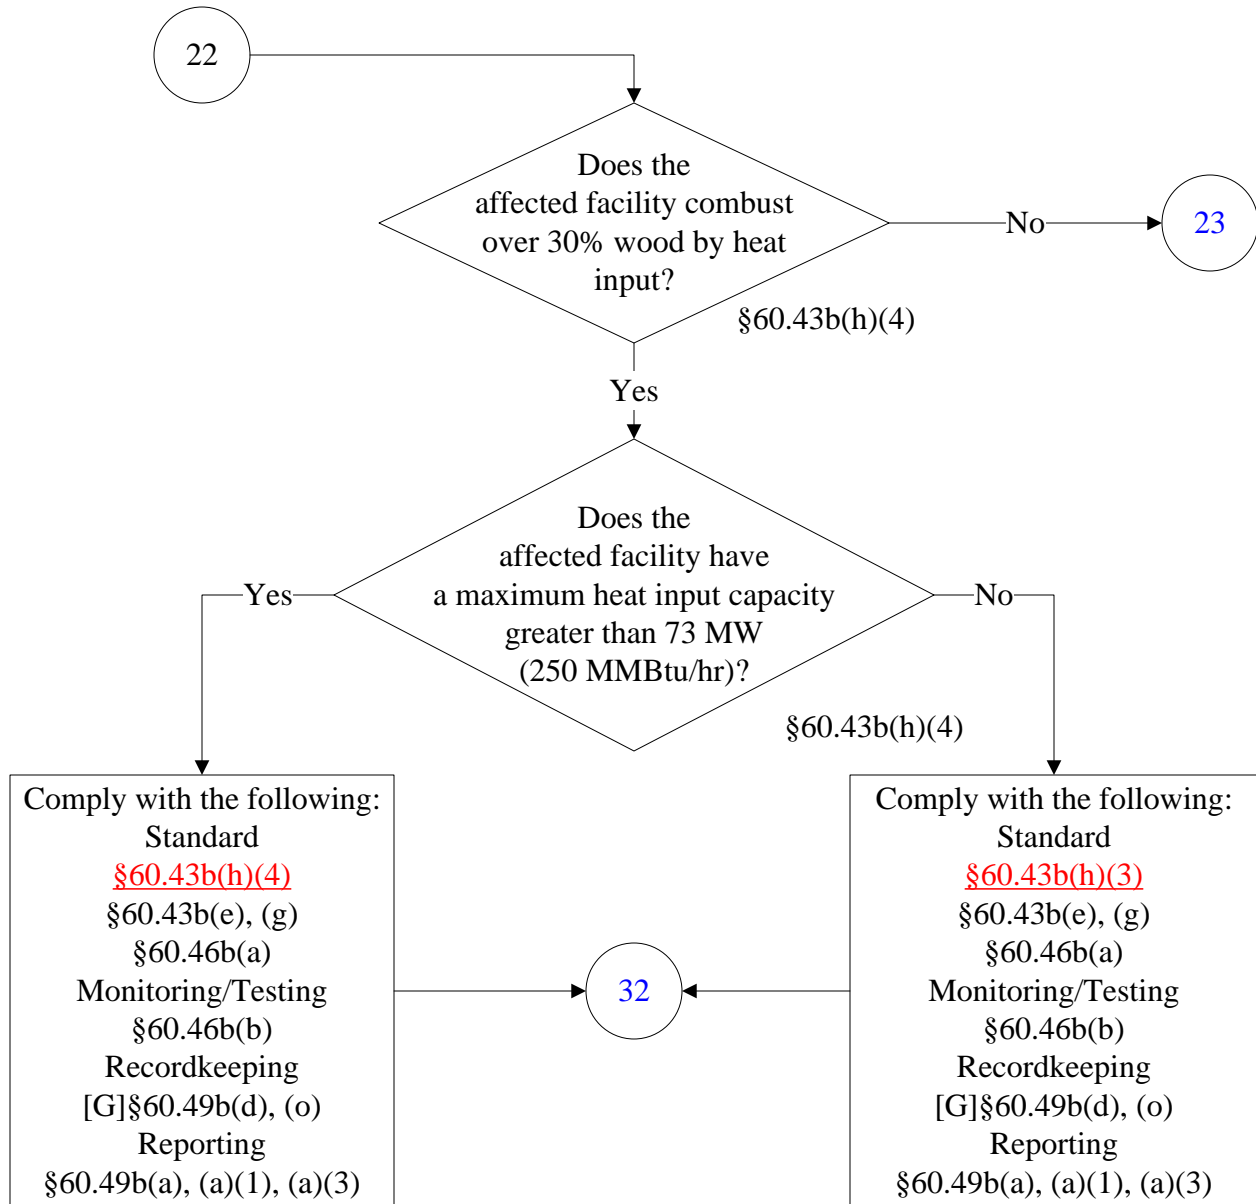 22
Does the
affected facility combust
over 30% wood by heat
input?
No
23
§60.43b(h)(4)
Yes
Does the
affected facility have
a maximum heat input capacity
greater than 73 MW
(250 MMBtu/hr)?
Yes
No
§60.43b(h)(4)
Comply with the following:
Standard
§60.43b(h)(4)
§60.43b(e), (g)
§60.46b(a)
Monitoring/Testing
§60.46b(b)
Recordkeeping
[G]§60.49b(d), (o)
Reporting
§60.49b(a), (a)(1), (a)(3)
32
Comply with the following:
Standard
§60.43b(h)(3)
§60.43b(e), (g)
§60.46b(a)
Monitoring/Testing
§60.46b(b)
Recordkeeping
[G]§60.49b(d), (o)
Reporting
§60.49b(a), (a)(1), (a)(3)